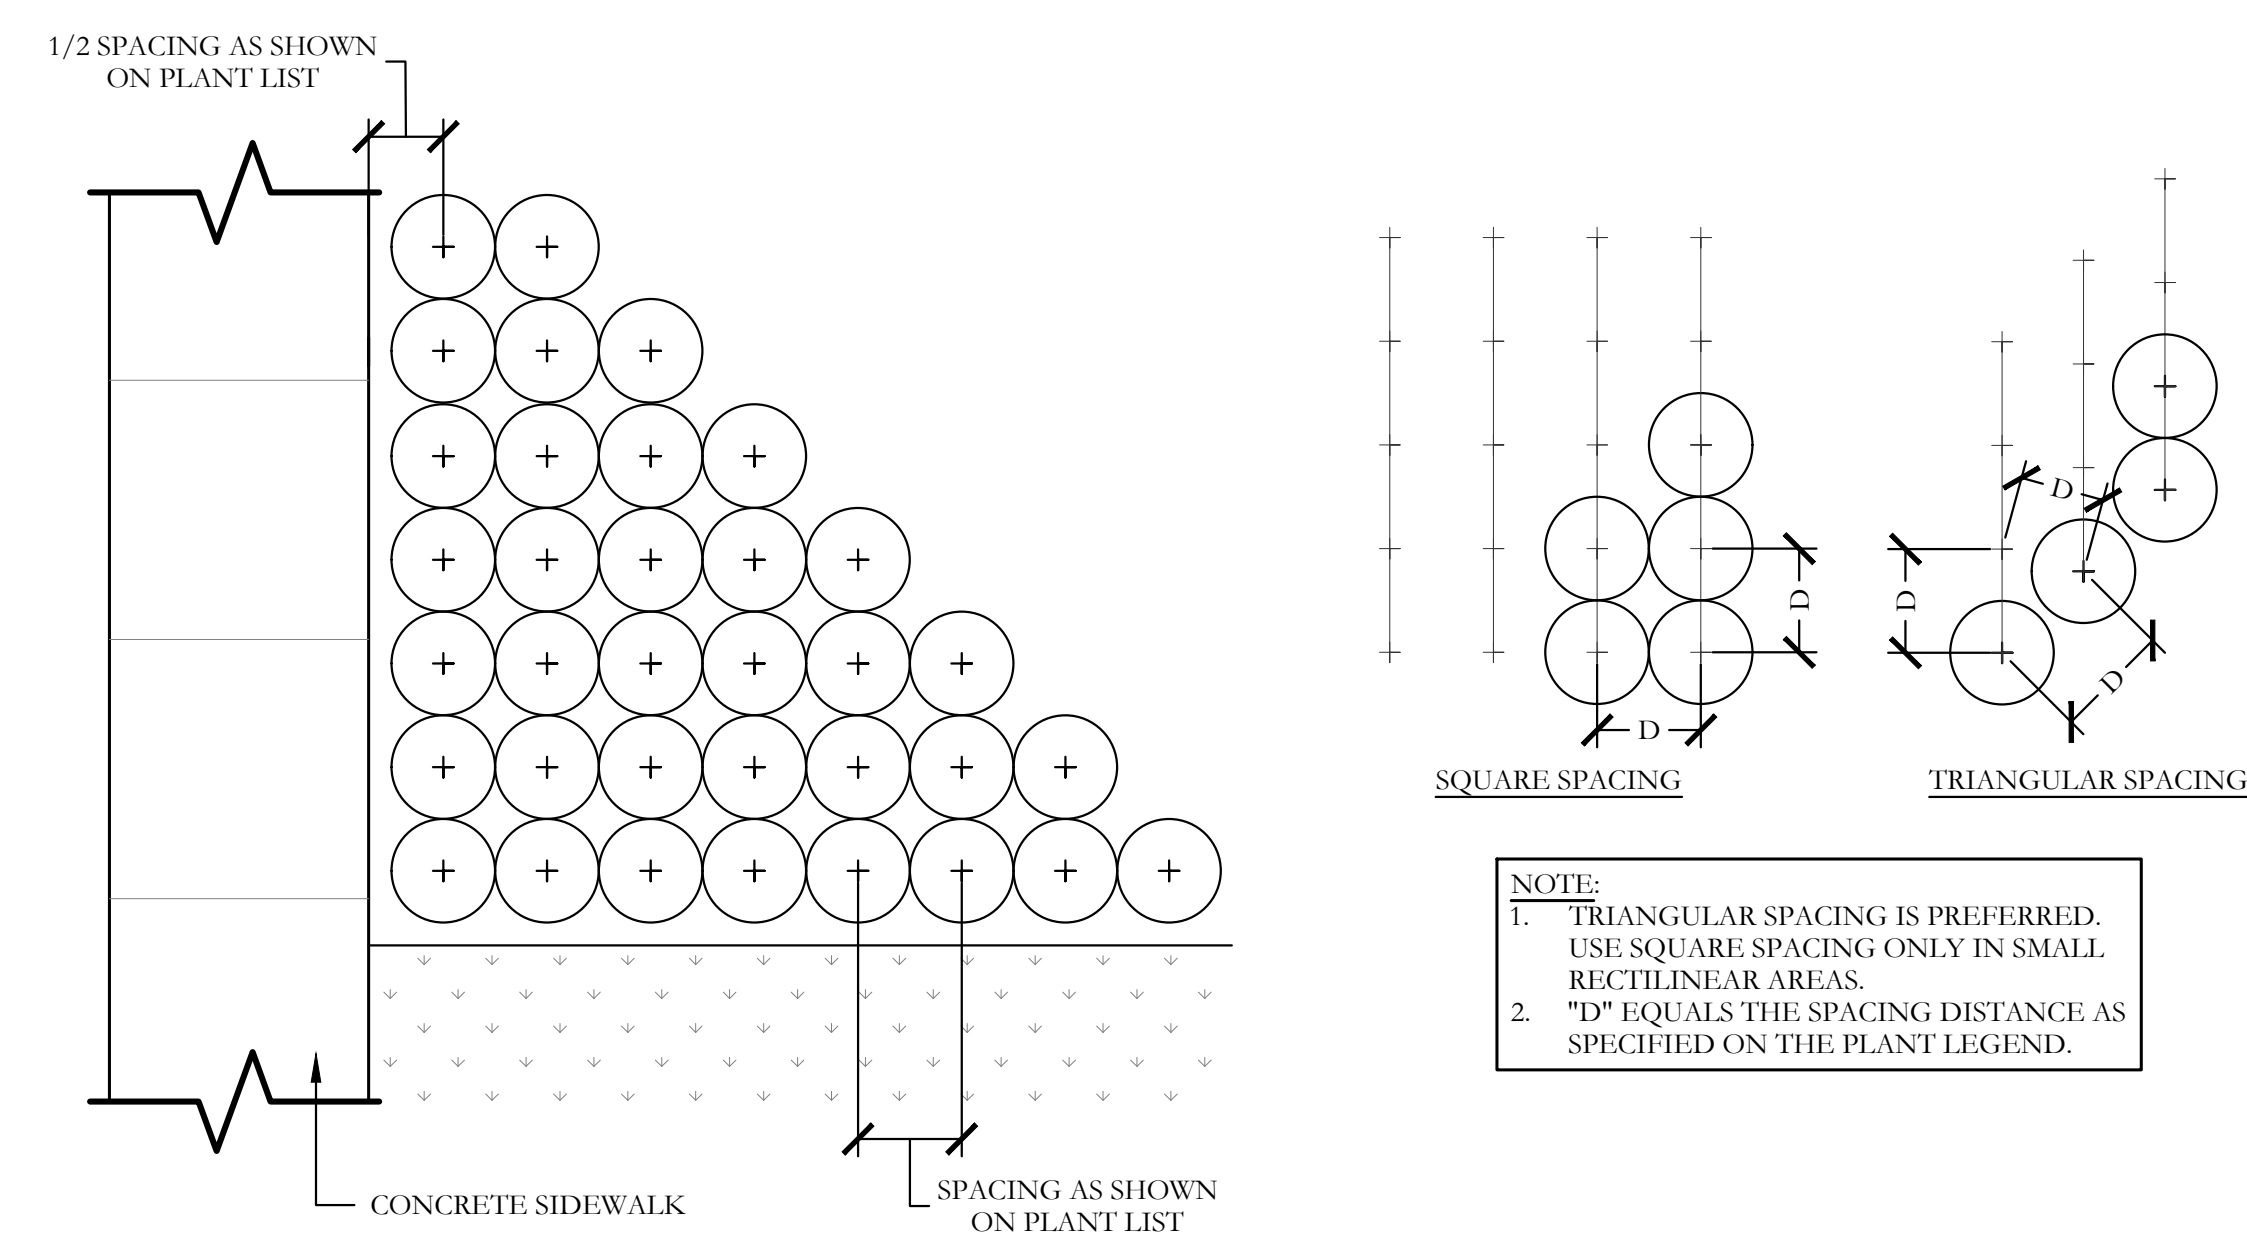 1/2 SPACING AS SHOWN
ON PLANT LIST
CONCRETE SIDEWALK
SPACING AS SHOWN
ON PLANT LIST
D
D
SQUARE SPACING
D
D
D
TRIANGULAR SPACING
NOTE:
1. TRIANGULAR SPACING IS PREFERRED.
USE SQUARE SPACING ONLY IN SMALL
RECTILINEAR AREAS.
2. "D" EQUALS THE SPACING DISTANCE AS
SPECIFIED ON THE PLANT LEGEND.